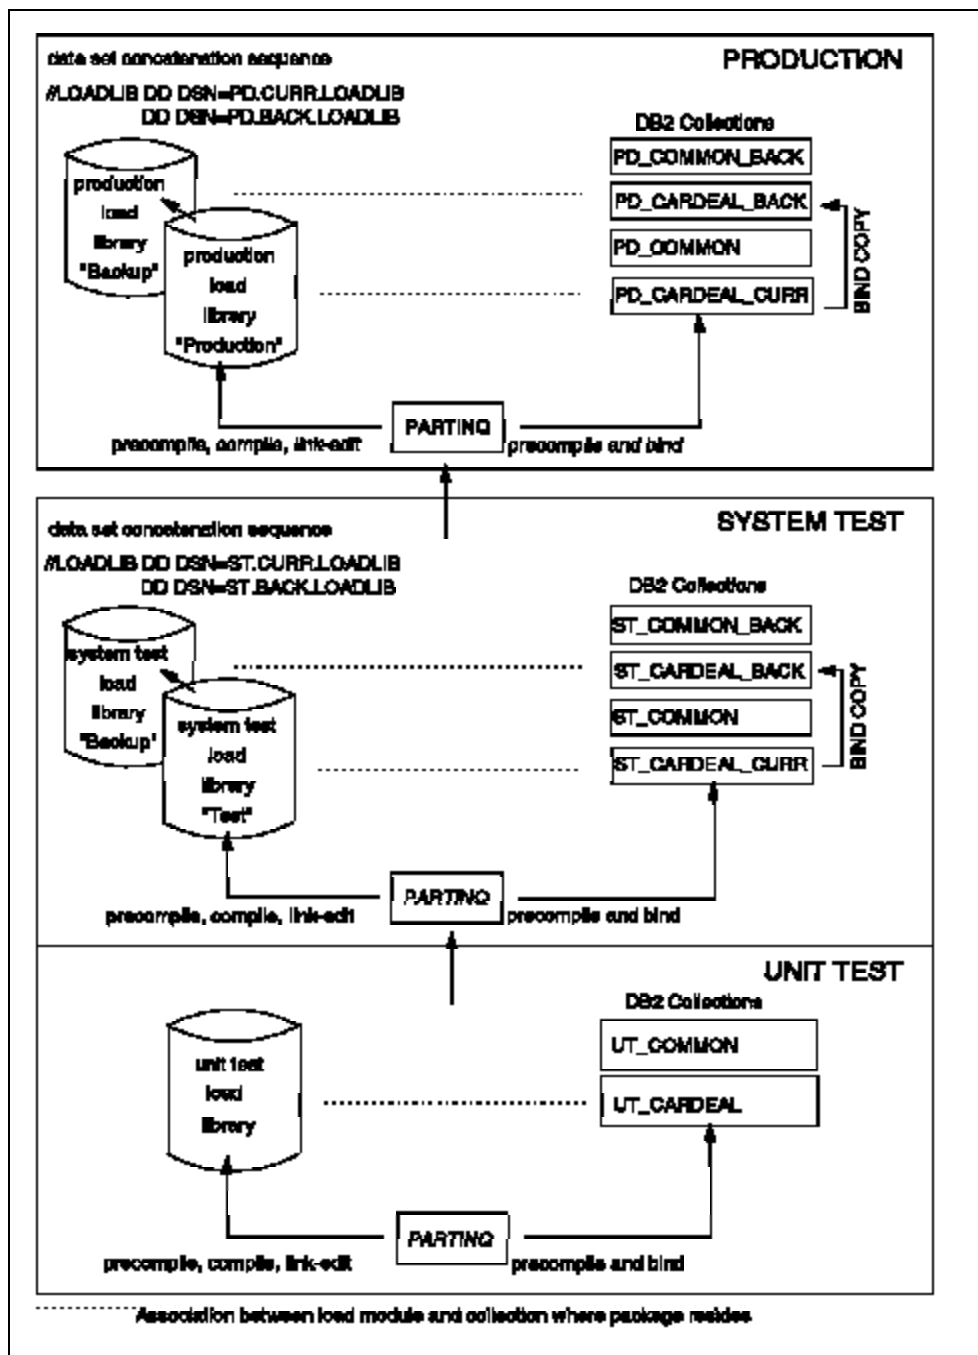 data set concatenation sequence
PRODUCTION
//LOADLIB DD DSN=PD.CURR.LOADLIB
DD DSN=PD.BACK.LOADLIB
DB2 Collections
PD_COMMON_BACK
PD_CARDEAL_BACK
PD_COMMON
PD_CARDEAL_CURR
BIND COPY
production
load
library
"Backup"
production
load
library
"Production"
PARTINQ
precompile, compile, link-edit
precompile and bind
data set concatenation sequence
SYSTEM TEST
//LOADLIB DD DSN=ST.CURR.LOADLIB
DD DSN=ST.BACK.LOADLIB
DB2 Collections
ST_COMMON_BACK
ST_CARDEAL_BACK
ST_COMMON
ST_CARDEAL_CURR
BIND COPY
system test
load
library
"Backup"
system test
load
library
"Test"
PARTINQ
precompile, compile, link-edit
precompile and bind
UNIT TEST
DB2 Collections
UT_COMMON
UT_CARDEAL
unit test
load
library
PARTINQ
precompile, compile, link-edit
precompile and bind
Association between load module and collection where package resides